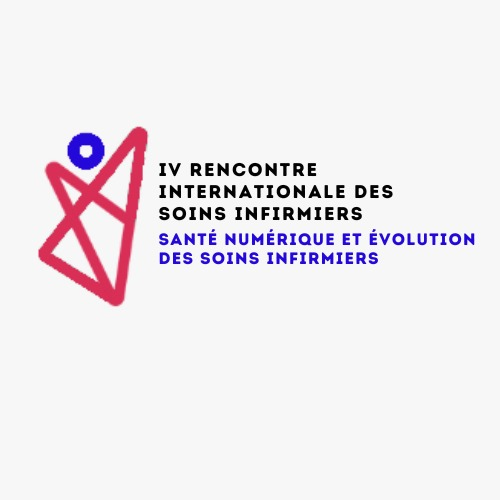 IV RENCONTRE
INTERNATIONALE DES
SOINS INFIRMIERS
SANTÉ NUMÉRIQUE ET ÉVOLUTION
DES SOINS INFIRMIERS